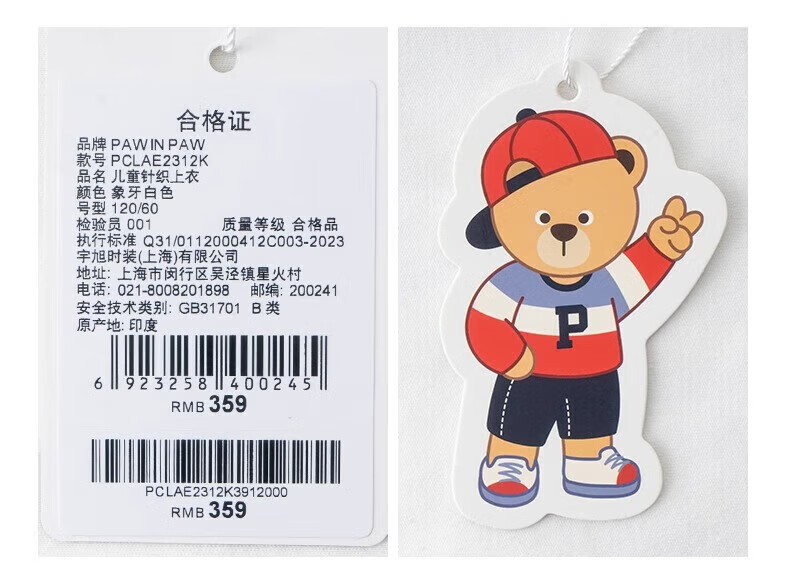 合格证
品牌 PAWIN PAW
款号 PCLAE2312K
品名 儿童针织上衣
颜色 象牙白色
号型 120/60
检验员 001 质量等级 合格品
执行标准 Q31/0112000412C003-2023
宇旭时装(上海)有限公司
地址: 上海市闵行区吴泾镇星火村
电话: 021-8008201898 邮编: 200241
安全技术类别: GB31701 B 类
原产地: 印度
6 923258 400245
RMB 359
PCLAE2312K3912000
RMB 359
P